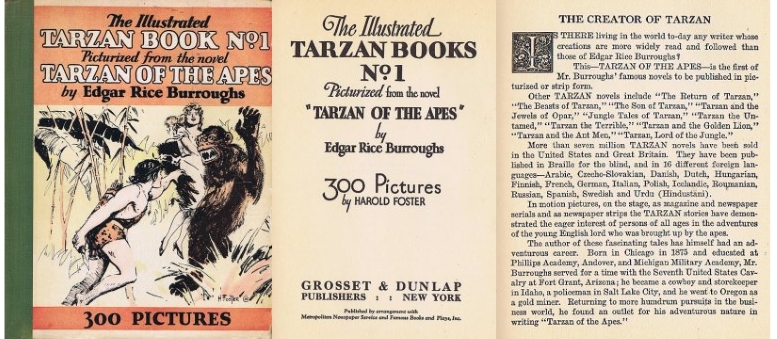 The Illustrated
TARZAN BOOK No 1
Picturized from the novel
TARZAN OF THE APES
by Edgar Rice Burroughs
300 PICTURES
The Illustrated
TARZAN BOOKS
No 1
Picturized from the novel
"TARZAN OF THE APES"
by
Edgar Rice Burroughs
300 Pictures
by HAROLD FOSTER
GROSSET & DUNLAP
PUBLISHERS : : NEW YORK
Published by arrangement with
Metropolitan Newspaper Service and Famous Books and Plays, Inc.
THE CREATOR OF TARZAN
IS THERE living in the world to-day any writer whose
creations are more widely read and followed than
those of Edgar Rice Burroughs?
This—TARZAN OF THE APES—is the first of
Mr. Burroughs' famous novels to be published in pic-
turized or strip form.
Other TARZAN novels include "The Return of Tarzan,"
"The Beasts of Tarzan," "The Son of Tarzan," "Tarzan and the
Jewels of Opar," "Jungle Tales of Tarzan," "Tarzan the Un-
tamed," "Tarzan the Terrible," "Tarzan and the Golden Lion,"
"Tarzan and the Ant Men," "Tarzan, Lord of the Jungle."
More than seven million TARZAN novels have been sold
in the United States and Great Britain. They have been pub-
lished in Braille for the blind, and in 16 different foreign lan-
guages—Arabic, Czecho-Slovakian, Danish, Dutch, Hungarian,
Finnish, French, German, Italian, Polish, Icelandic, Roumanian,
Russian, Spanish, Swedish and Urdu (Hindustani).
In motion pictures, on the stage, as magazine and newspaper
serials and as newspaper strips the TARZAN stories have demon-
strated the eager interest of persons of all ages in the adventures
of the young English lord who was brought up by the apes.
The author of these fascinating tales has himself had an ad-
venturous career. Born in Chicago in 1875 and educated at
Phillips Academy, Andover, and Michigan Military Academy, Mr.
Burroughs served for a time with the Seventh United States Cav-
alry at Fort Grant, Arizona; he became a cowboy and storekeeper
in Idaho, a policeman in Salt Lake City, and he went to Oregon as
a gold miner. Returning to more humdrum pursuits in the busi-
ness world, he found an outlet for his adventurous nature in
writing "Tarzan of the Apes."